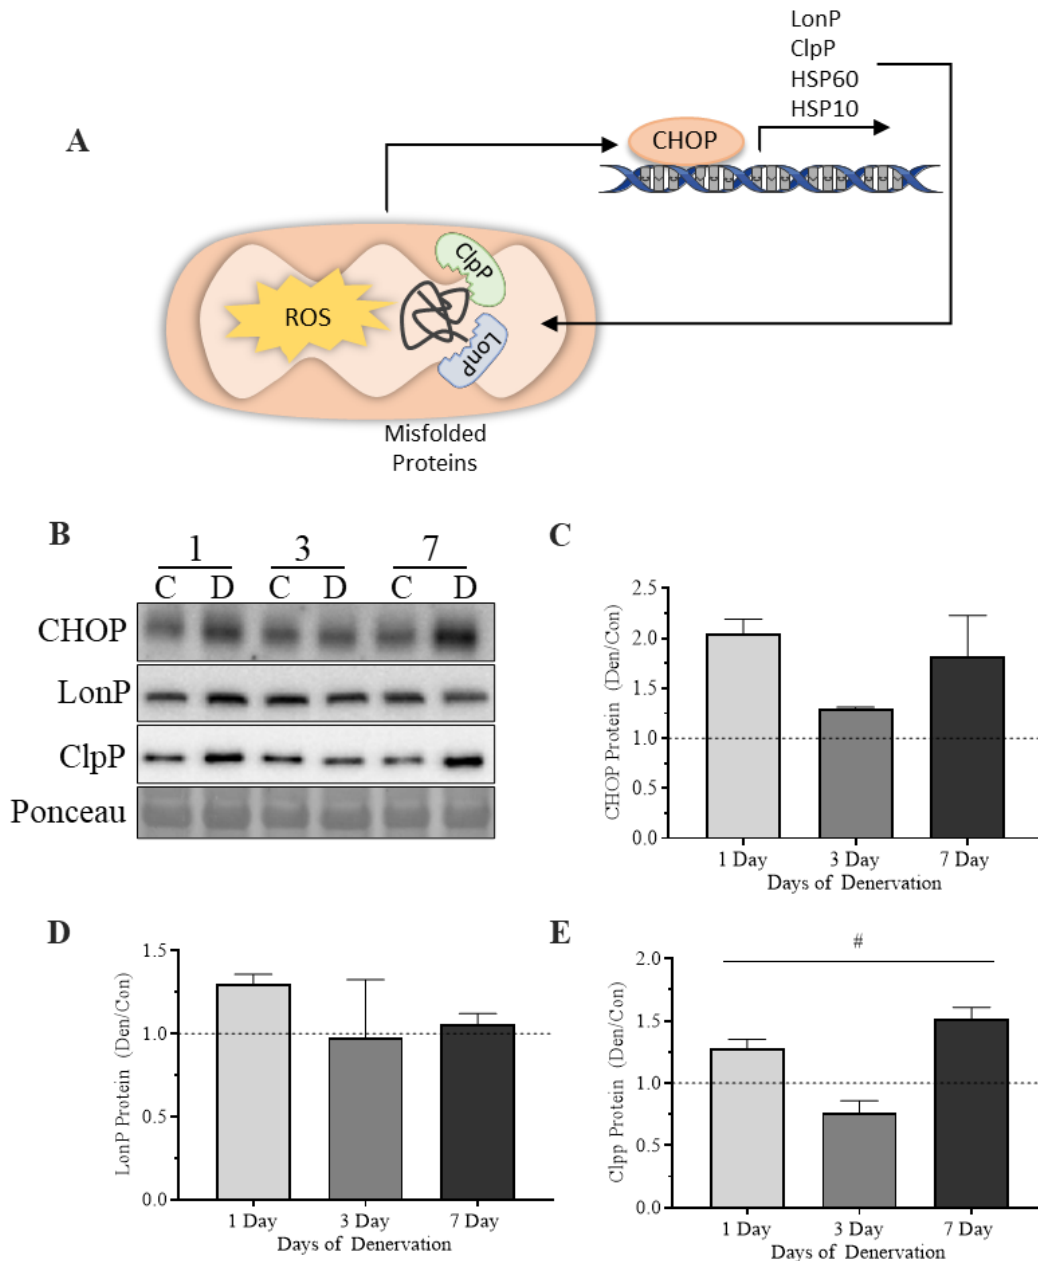 A
LonP
ClpP
HSP60
HSP10
CHOP
ClpP
ROS
LonP
Misfolded
Proteins
B
1 3 7
C D C D C D
CHOP
LonP
ClpP
Ponceau
C
CHOP Protein (Den/Con)
2.5
2.0
1.5
1.0
0.5
0.0
1 Day 3 Day 7 Day
Days of Denervation
D
LonP Protein (Den/Con)
1.5
1.0
0.5
0.0
1 Day 3 Day 7 Day
Days of Denervation
E
#
Clpp Protein (Den/Con)
2.0
1.5
1.0
0.5
0.0
1 Day 3 Day 7 Day
Days of Denervation